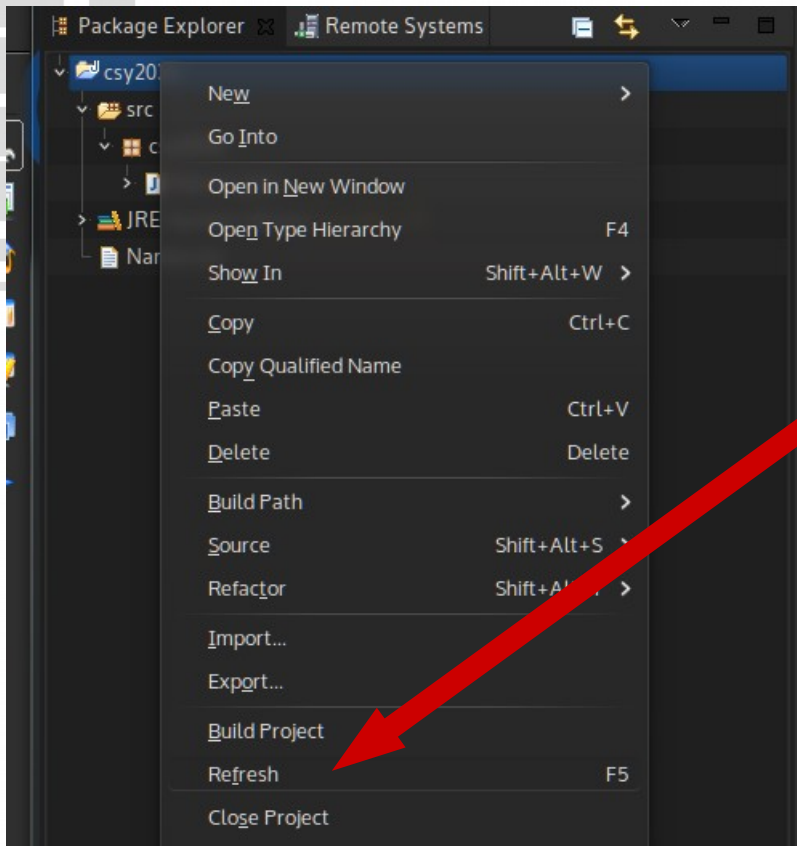 Package Explorer Remote Systems
csy20
New
src
Go Into
c
Open in New Window
J
JRE
Open Type Hierarchy F4
Nar
Show In Shift+Alt+W
Copy Ctrl+C
Copy Qualified Name
Paste Ctrl+V
Delete Delete
Build Path
Source Shift+Alt+S
Refactor Shift+Alt
Import...
Export...
Build Project
Refresh F5
Close Project